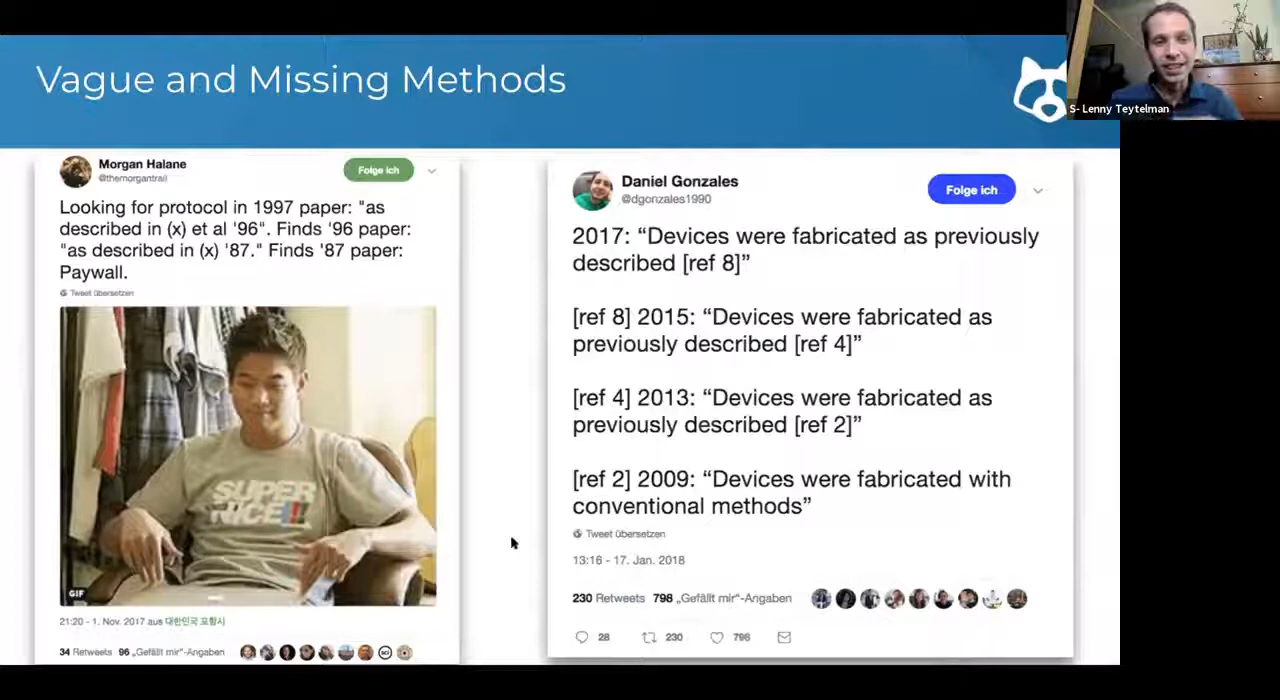 Vague and Missing Methods
S- Lenny Teytelman
Morgan Halane
@themorgantrail
Folge ich
Looking for protocol in 1997 paper: "as
described in (x) et al '96". Finds '96 paper:
"as described in (x) '87." Finds '87 paper:
Paywall.
Tweet übersetzen
SUPER
NICE!!!
GIF
21:20 - 1. Nov. 2017 aus 대한민국 포항시
34 Retweets 96 „Gefällt mir“-Angaben
Daniel Gonzales
@dgonzales1990
Folge ich
2017: “Devices were fabricated as previously
described [ref 8]”
[ref 8] 2015: “Devices were fabricated as
previously described [ref 4]”
[ref 4] 2013: “Devices were fabricated as
previously described [ref 2]”
[ref 2] 2009: “Devices were fabricated with
conventional methods”
Tweet übersetzen
13:16 - 17. Jan. 2018
230 Retweets 798 „Gefällt mir“-Angaben
28 230 798